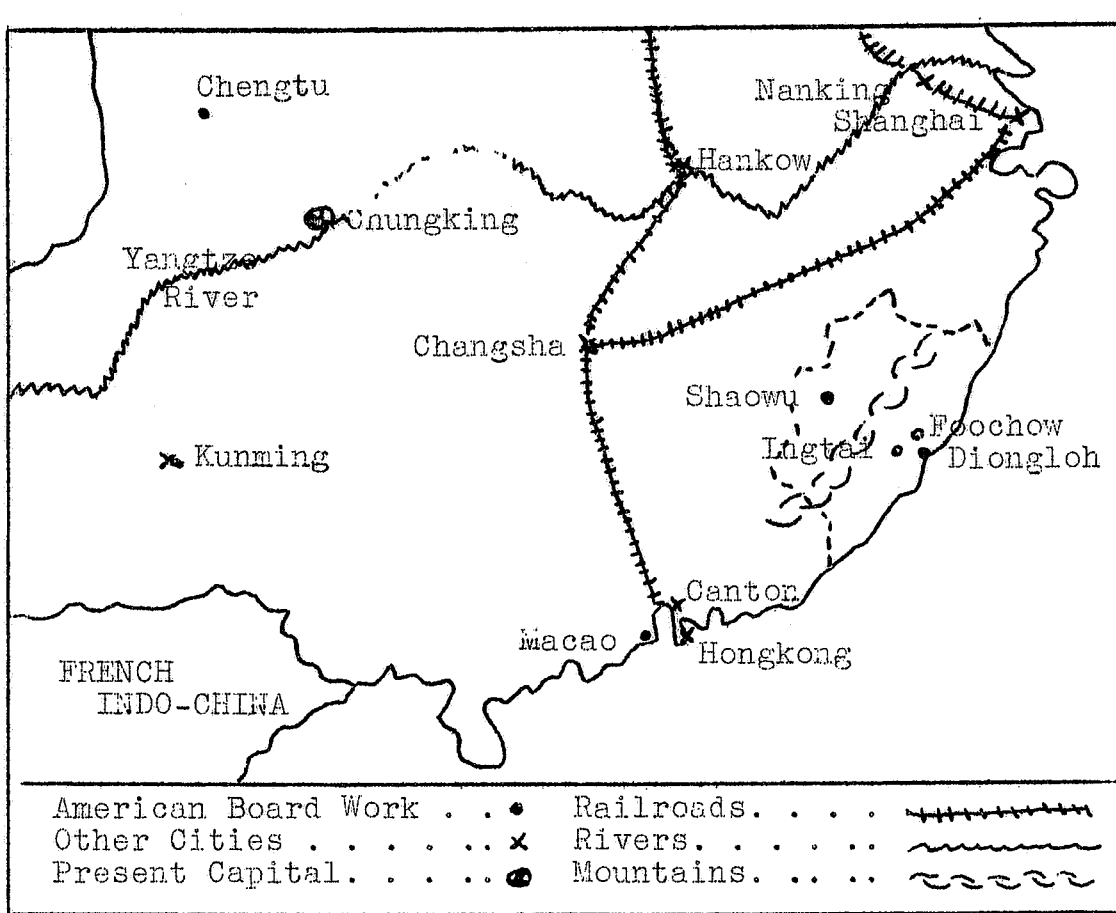 Chengtu
Nanking
Shanghai
Hankow
Chungking
Yangtze
River
Changsha
Shaowu
Foochow
Ingtai
Diongloh
Kunming
Canton
Macao
Hongkong
FRENCH
INDO-CHINA
American Board Work . . ● Railroads. . . . .
Other Cities . . . . . . x Rivers. . . . . .
Present Capital. . . . . ● Mountains. . . . .